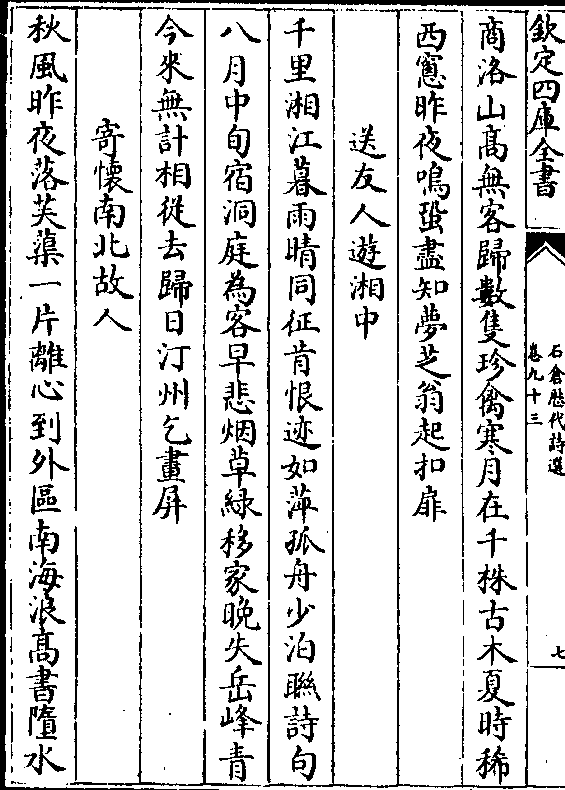 欽定四庫全書
石倉歷代詩選
卷九十三
七
商洛山高無客歸數隻珍禽寒月在千株古木夏時稀
西窻昨夜鳴蛩盡知夢芝翁起扣扉
送友人遊湘中
千里湘江暮雨晴同征肯恨迹如萍孤舟少泊聮詩句
八月中旬宿洞庭為客早悲烟草緑移家晚失岳峰青
今來無計相從去歸日汀州乞畫屏
寄懷南北故人
秋風昨夜落芙蕖一片離心到外區南海浪髙書墮水